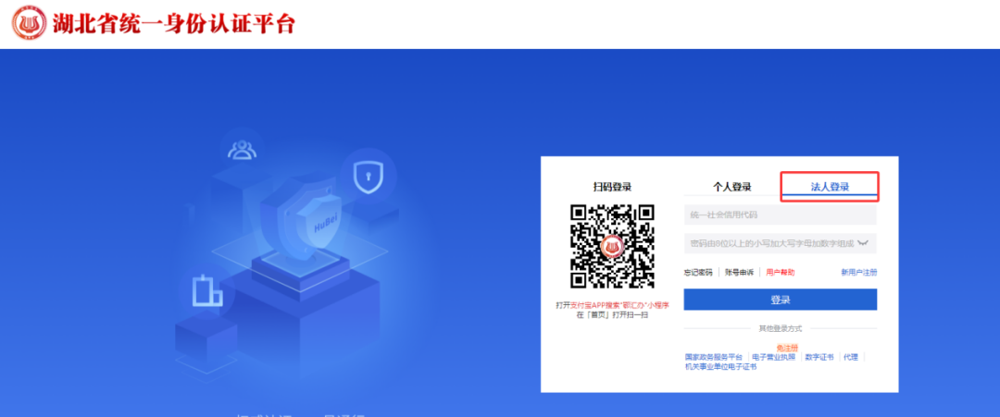 湖北省统一身份认证平台
HuBei
扫码登录
打开支付宝APP搜索"鄂汇办"小程序
在「首页」打开扫一扫
个人登录 法人登录
统一社会信用代码
密码由8位以上的小写加大写字母加数字组成
忘记密码 账号申诉 用户帮助 新用户注册
登录
其他登录方式
免注册
国家政务服务平台 电子营业执照 数字证书 代理
机关事业单位电子证书